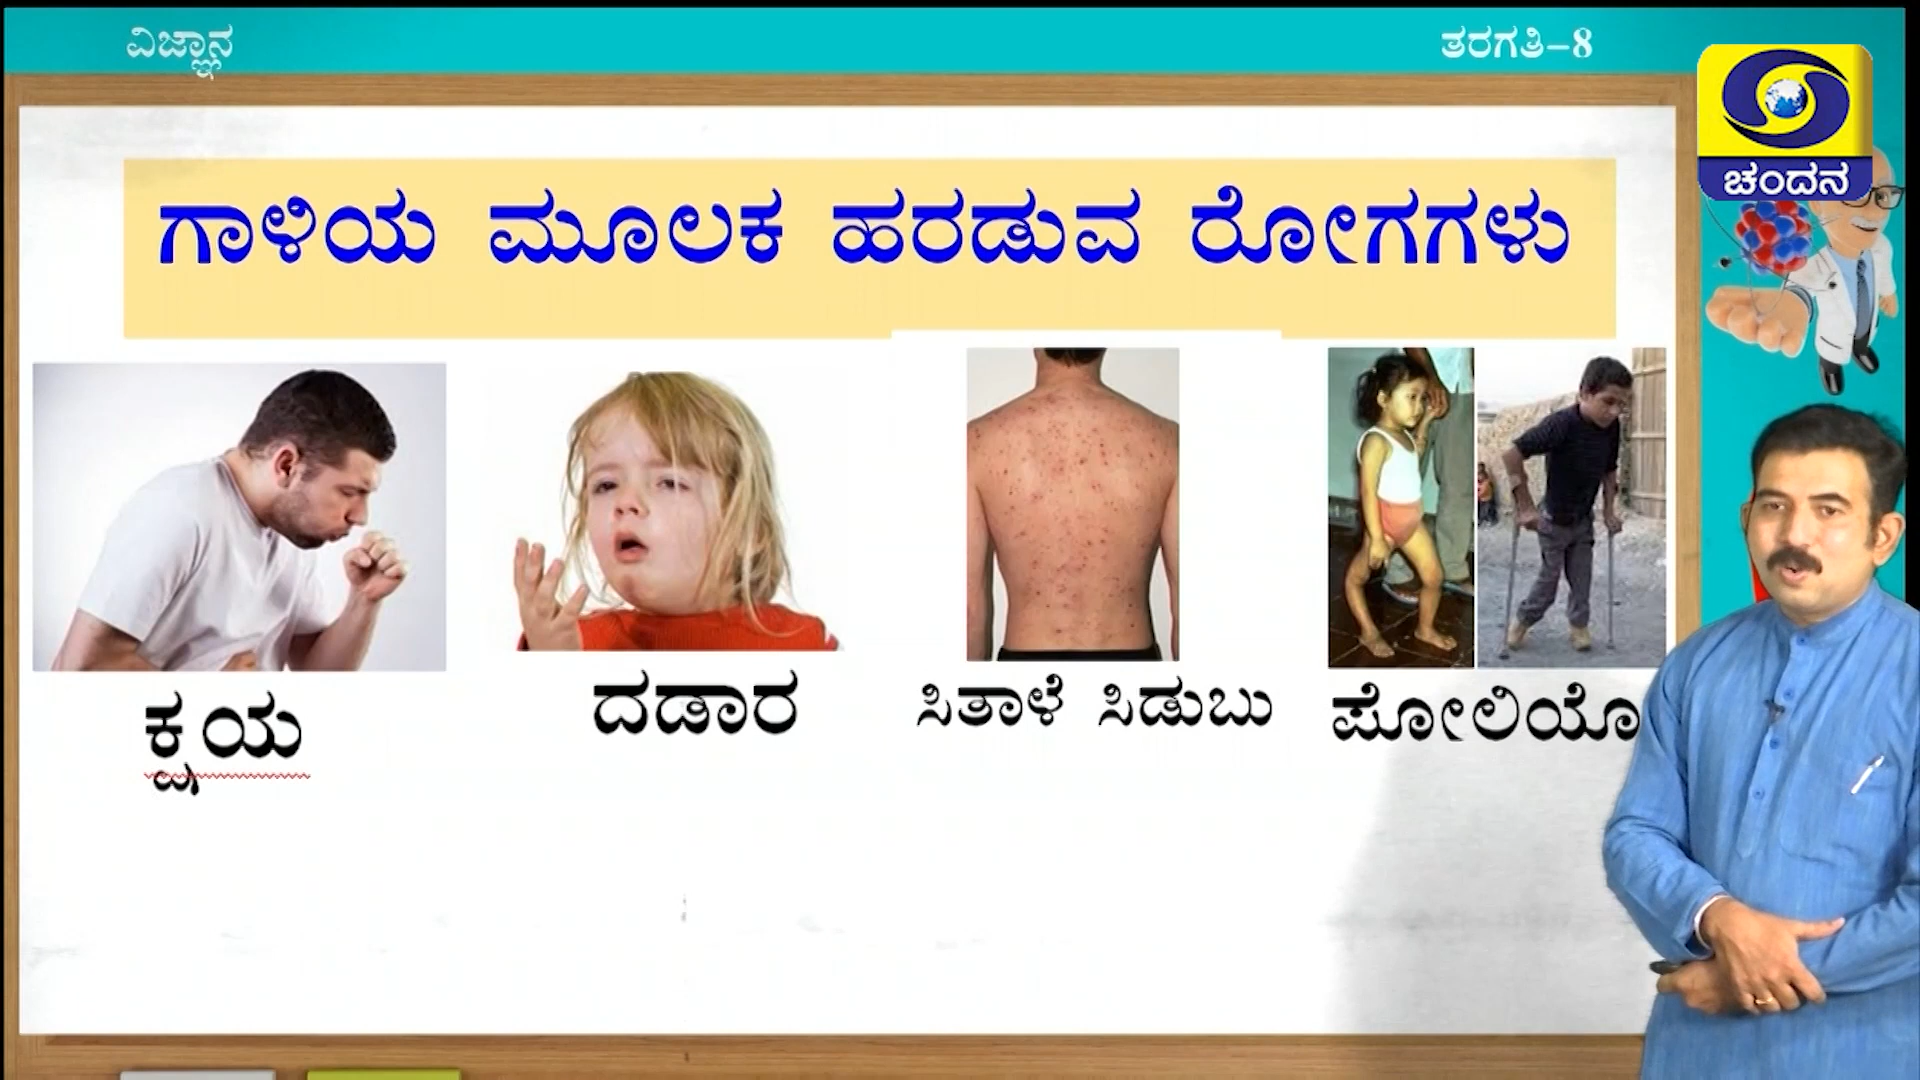 ವಿಜ್ಞಾನ
ತರಗತಿ-8
ಚಂದನ
ಗಾಳಿಯ ಮೂಲಕ ಹರಡುವ ರೋಗಗಳು
ಕ್ಷಯ
ದಡಾರ
ಸಿತಾಳೆ ಸಿಡುಬು
ಪೋಲಿಯೊ